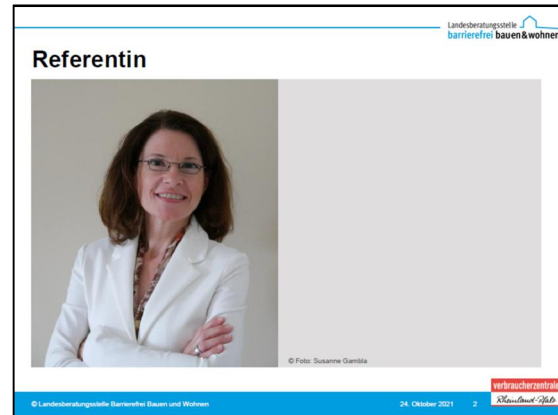 Landesberatungsstelle
barrierefrei bauen&wohnen
Referentin
© Foto: Susanne Gambla
© Landesberatungsstelle Barrierefrei Bauen und Wohnen
24. Oktober 2021
2
verbraucherzentrale
Rheinland-Pfalz